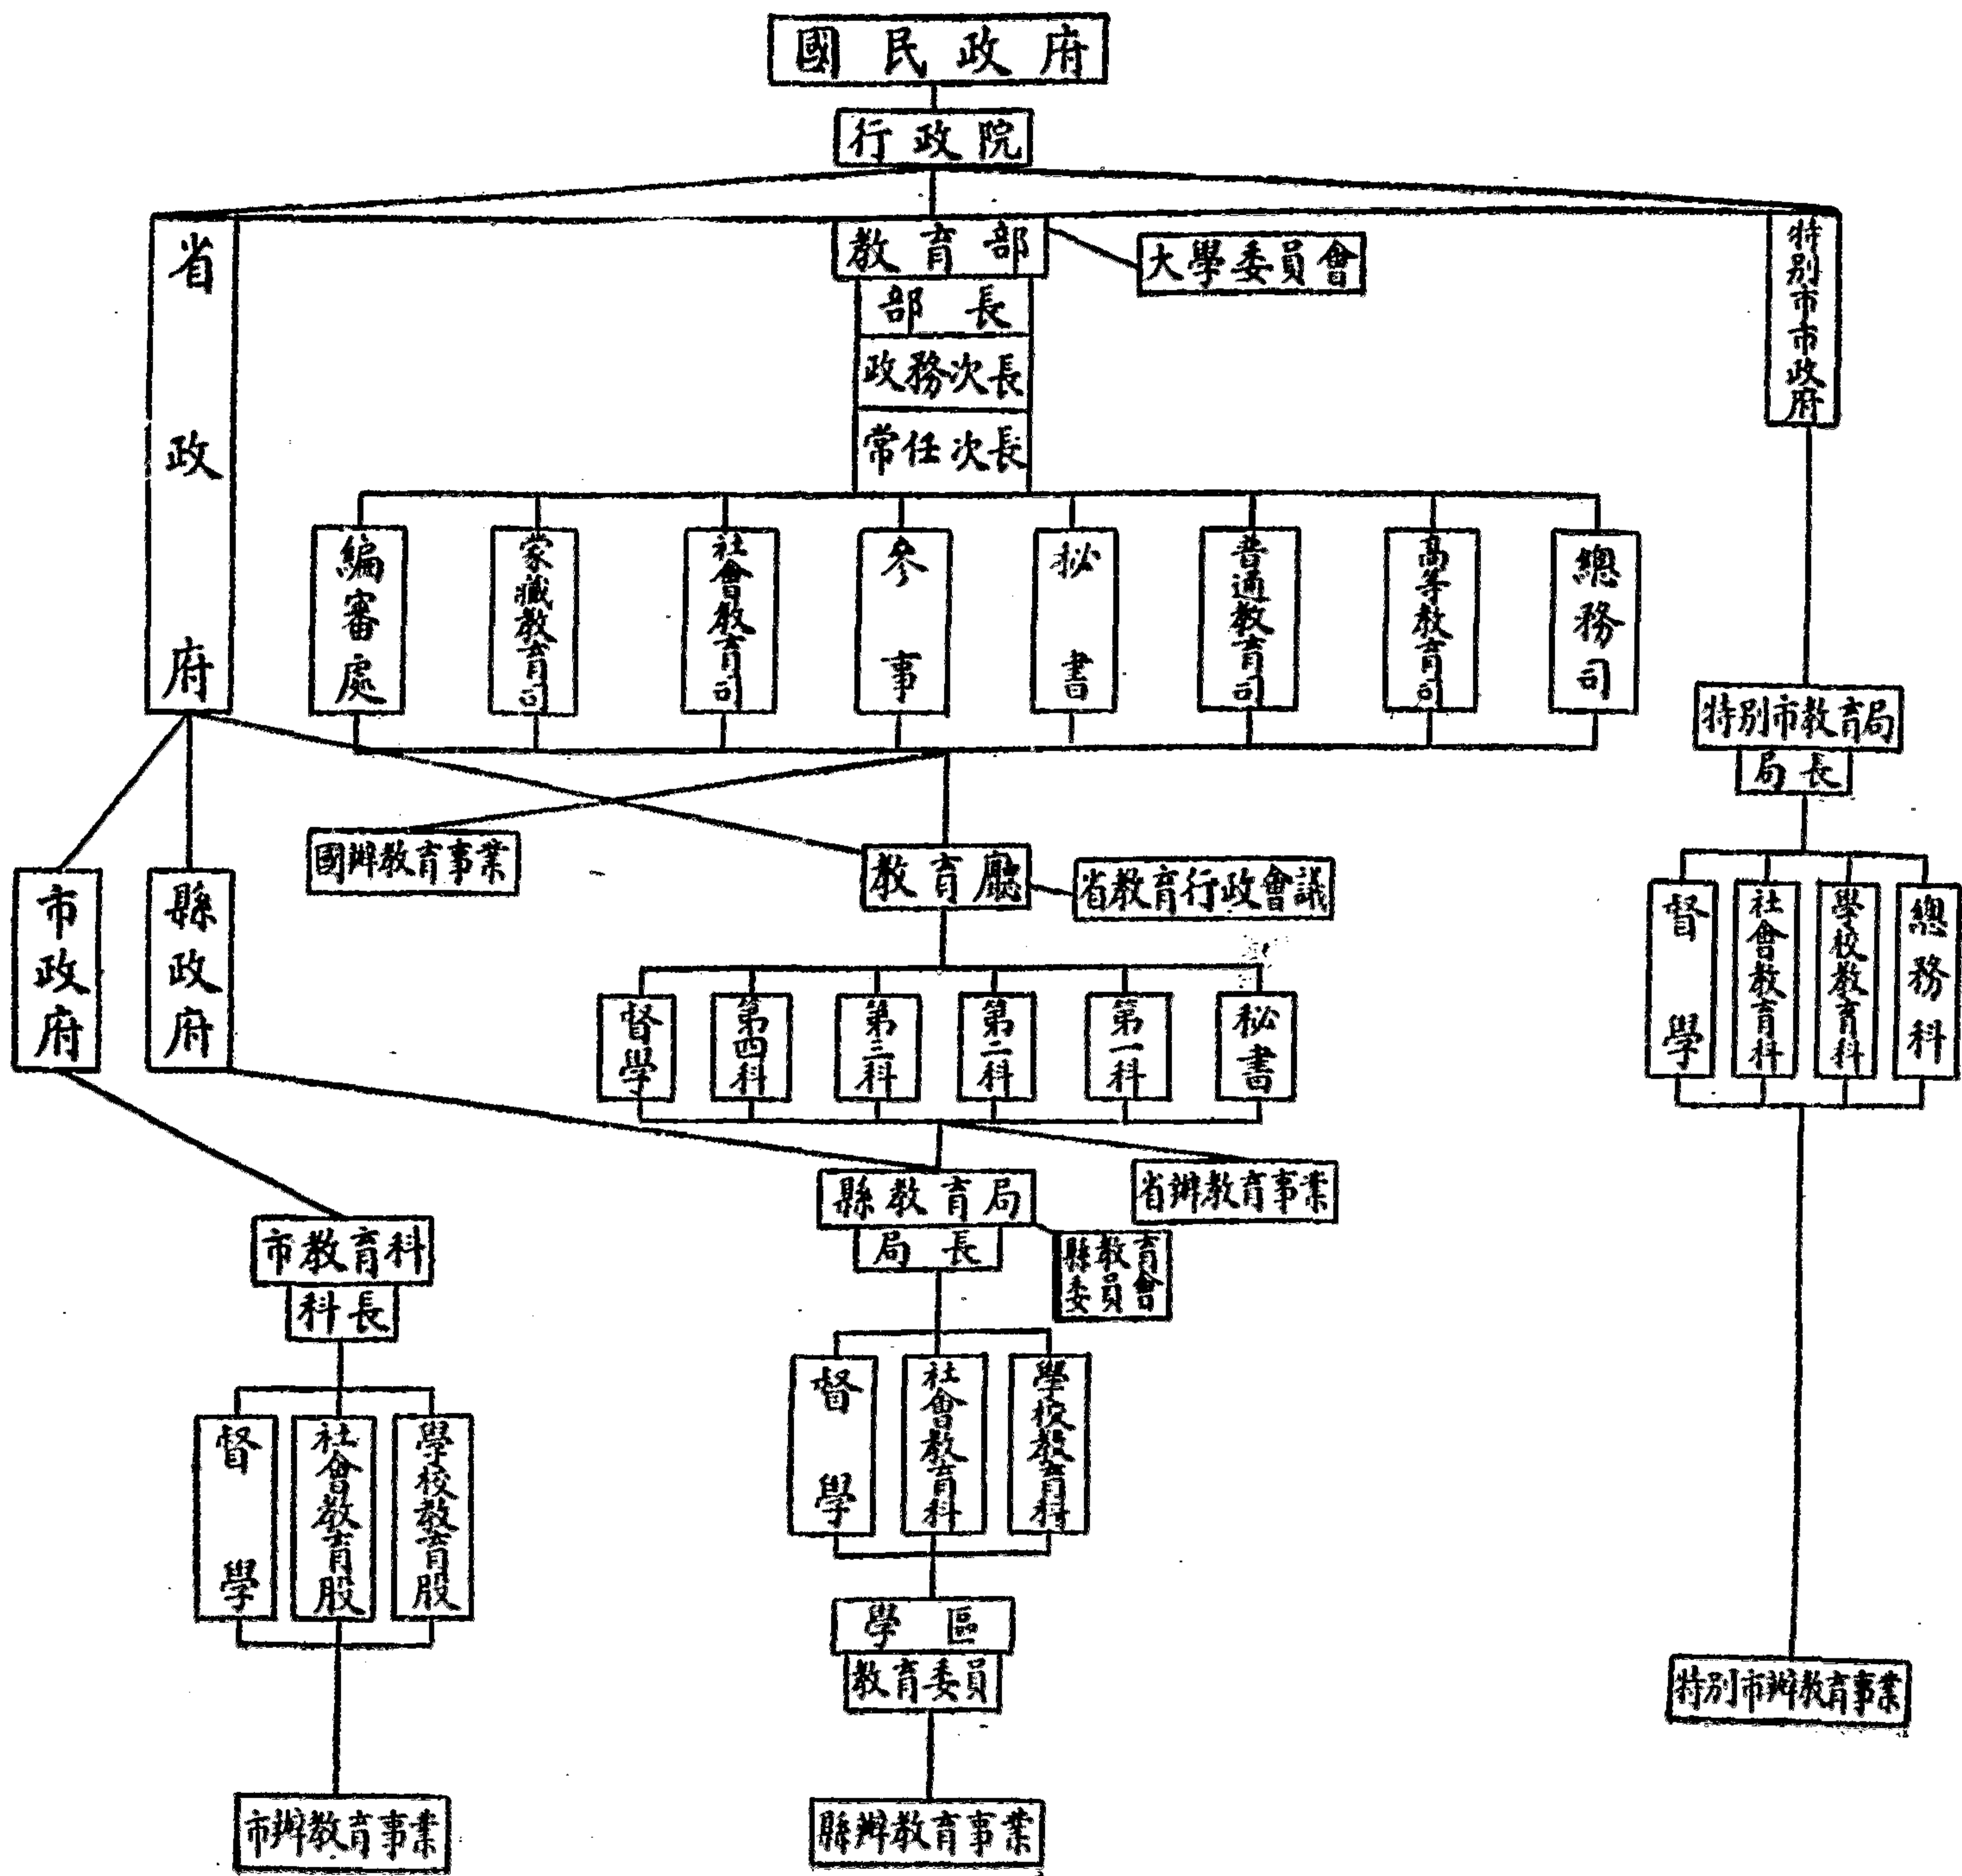 國民政府
行政院
省政府
教育部
大學委員會
特別市市政府
部長
政務次長
常任次長
編審處
蒙藏教育司
社會教育司
參事
秘書
普通教育司
高等教育司
總務司
特別市教育局
局長
國辦教育事業
教育廳
省教育行政會議
市政府
縣政府
督學
社會教育科
學校教育科
總務科
督學
第四科
第三科
第二科
第一科
秘書
縣教育局
局長
省辦教育事業
縣教育
委員會
市教育科
科長
督學
社會教育科
學校教育科
督學
社會教育股
學校教育股
學區
教育委員
特別市辦教育事業
市辦教育事業
縣辦教育事業